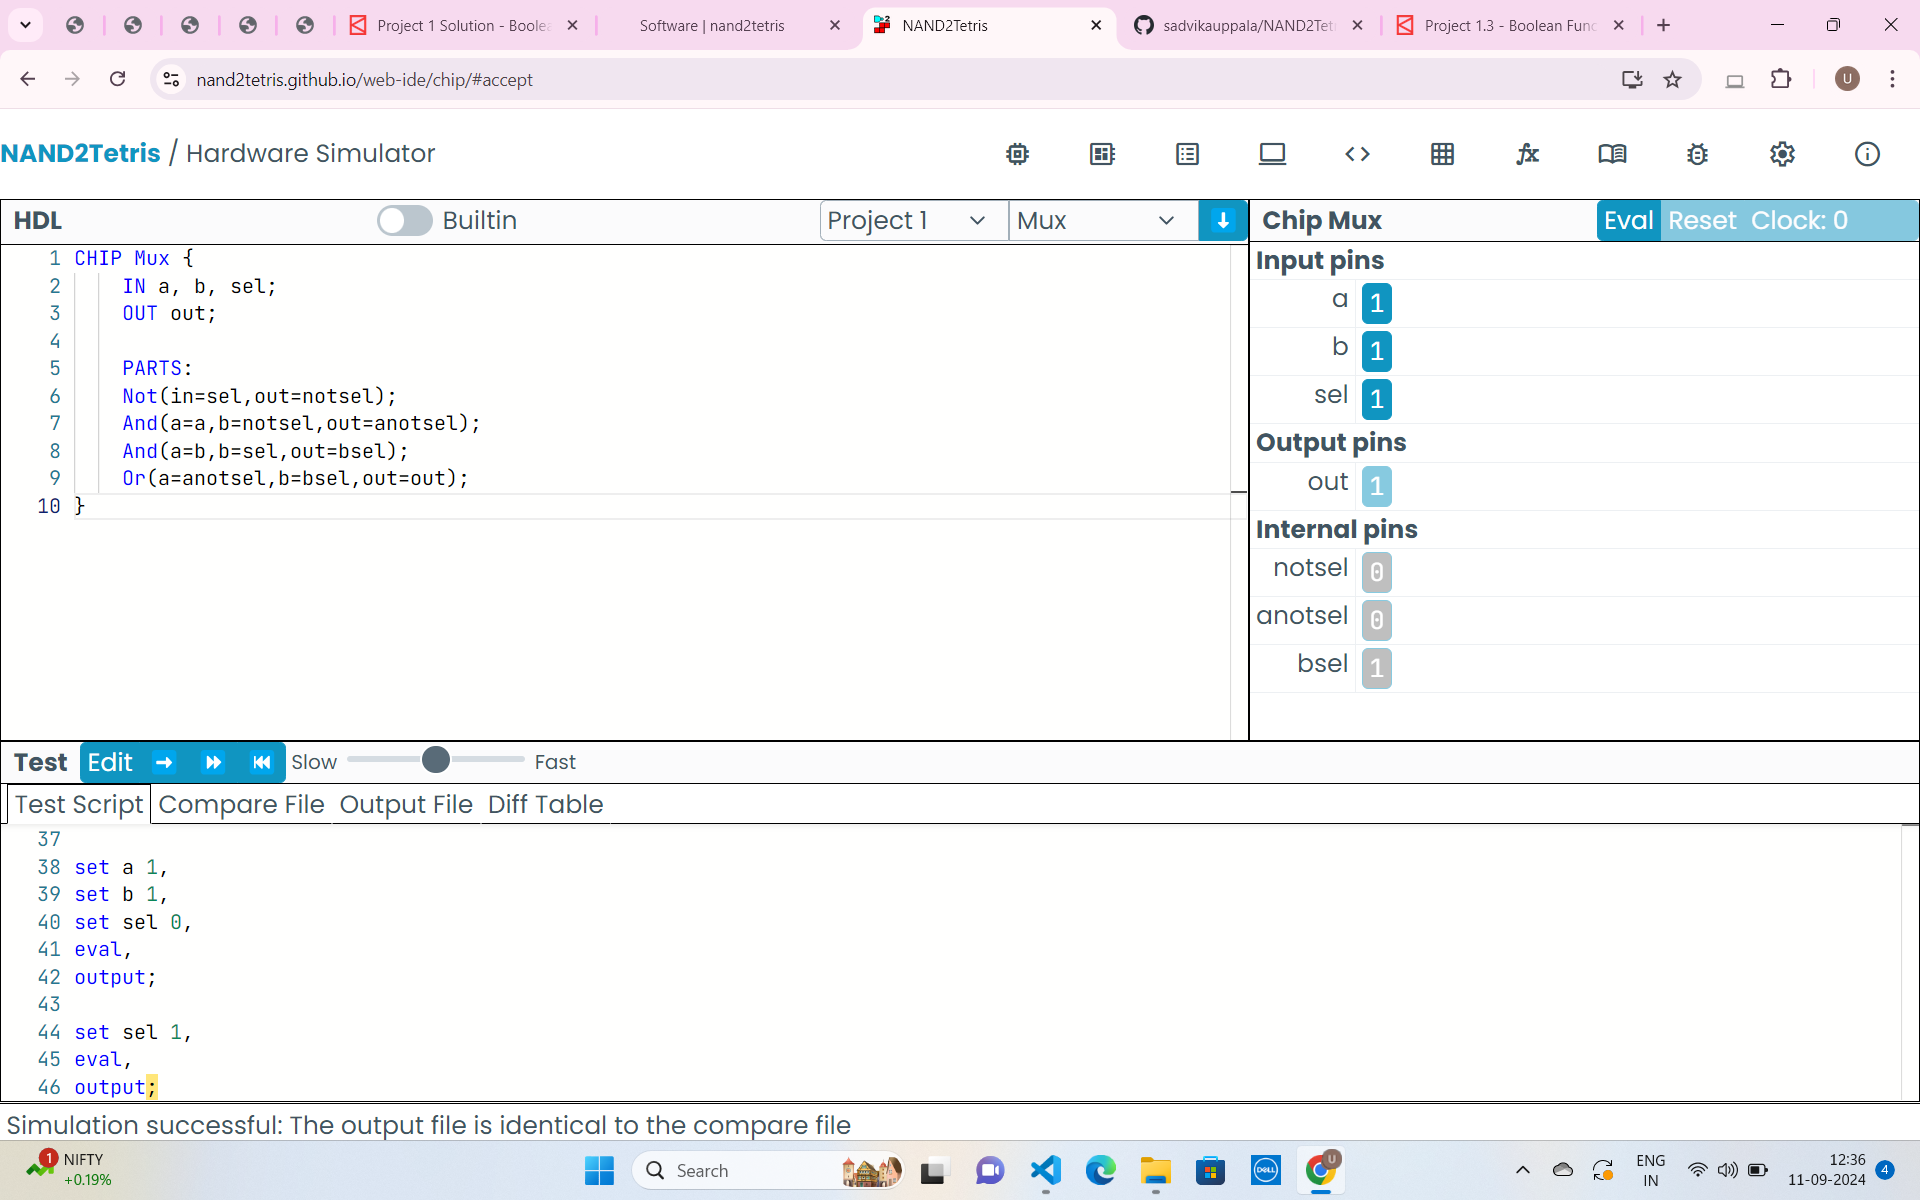 Project 1 Solution - Boolea
Software | nand2tetris
NAND2Tetris
sadvikauppala/NAND2Tet
Project 1.3 - Boolean Func
nand2tetris.github.io/web-ide/chip/#accept
U
NAND2Tetris / Hardware Simulator
HDL
Builtin
Project 1
Mux
Chip Mux
Eval
Reset
Clock: 0
1 CHIP Mux {
2 IN a, b, sel;
3 OUT out;
4
5 PARTS:
6 Not(in=sel,out=notsel);
7 And(a=a,b=notsel,out=anotsel);
8 And(a=b,b=sel,out=bsel);
9 Or(a=anotsel,b=bsel,out=out);
10 }
Input pins
a 1
b 1
sel 1
Output pins
out 1
Internal pins
notsel 0
anotsel 0
bsel 1
Test
Edit
Slow
Fast
Test Script
Compare File
Output File
Diff Table
37
38 set a 1,
39 set b 1,
40 set sel 0,
41 eval,
42 output;
43
44 set sel 1,
45 eval,
46 output;
Simulation successful: The output file is identical to the compare file
1
NIFTY
+0.19%
Search
DELL
U
ENG
IN
12:36
11-09-2024
4